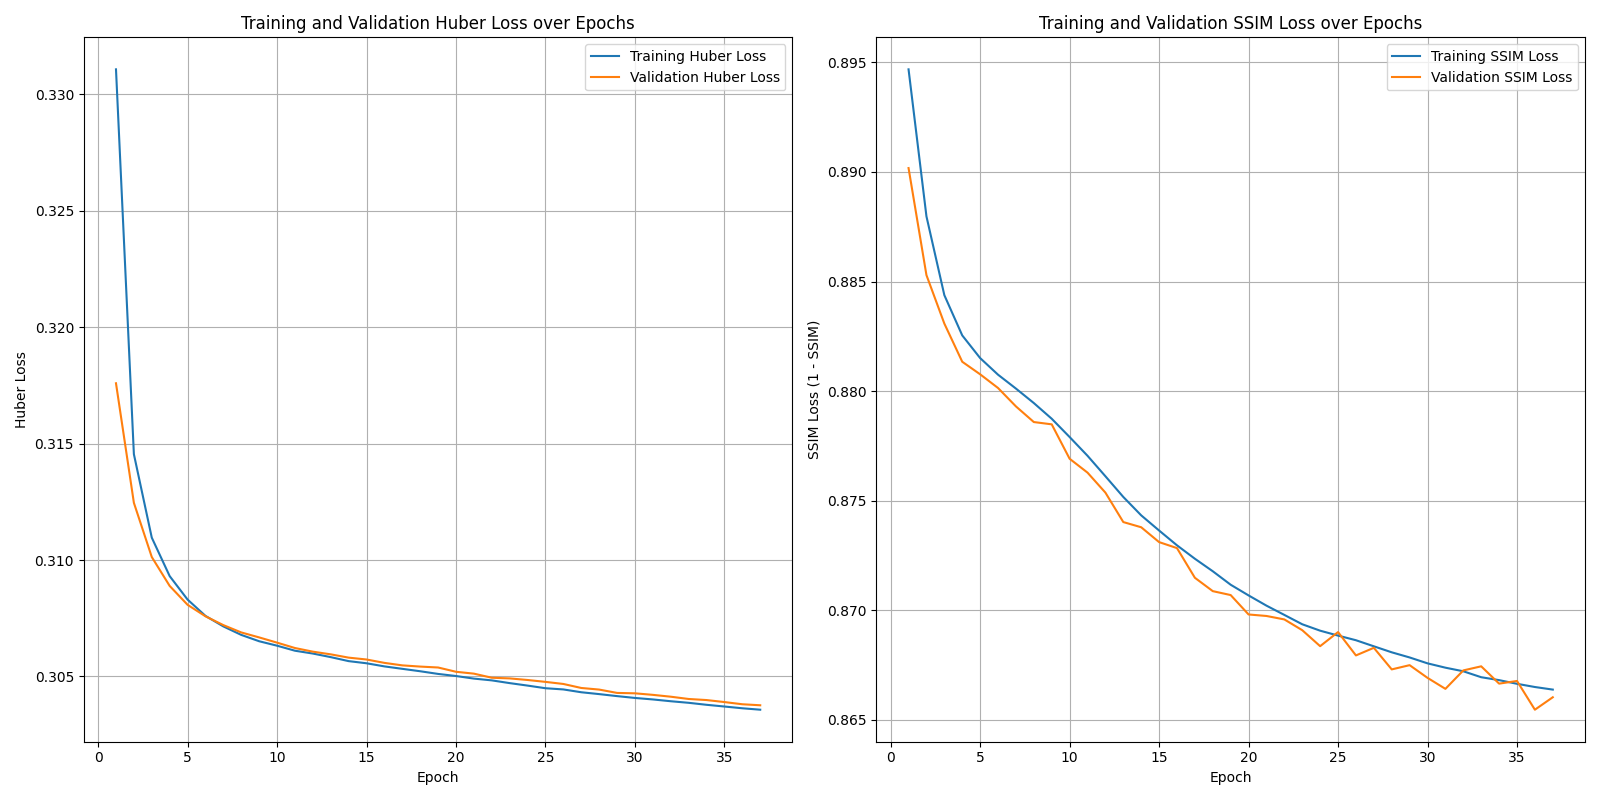 Training and Validation Huber Loss over Epochs
Training Huber Loss
Validation Huber Loss
0.330
0.325
0.320
0.315
0.310
0.305
Huber Loss
0 5 10 15 20 25 30 35
Epoch
Training and Validation SSIM Loss over Epochs
Training SSIM Loss
Validation SSIM Loss
0.895
0.890
0.885
0.880
0.875
0.870
0.865
SSIM Loss (1 - SSIM)
0 5 10 15 20 25 30 35
Epoch